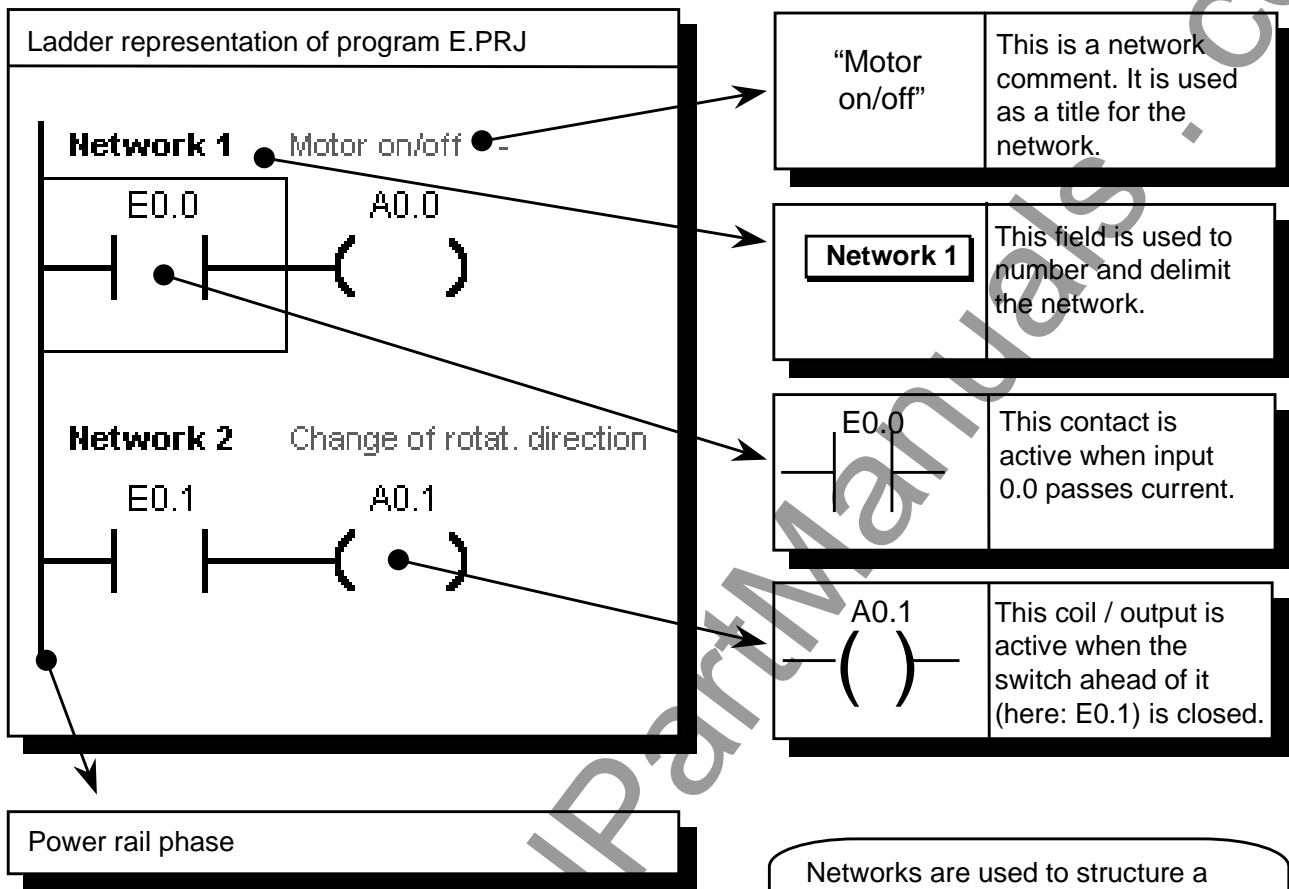 Ladder representation of program E.PRJ
Network 1 Motor on/off -
E0.0 A0.0
Network 2 Change of rotat. direction
E0.1 A0.1
Power rail phase
“Motor
on/off”
This is a network
comment. It is used
as a title for the
network.
Network 1
This field is used to
number and delimit
the network.
E0.0
This contact is
active when input
0.0 passes current.
A0.1
This coil / output is
active when the
switch ahead of it
(here: E0.1) is closed.
Networks are used to structure a